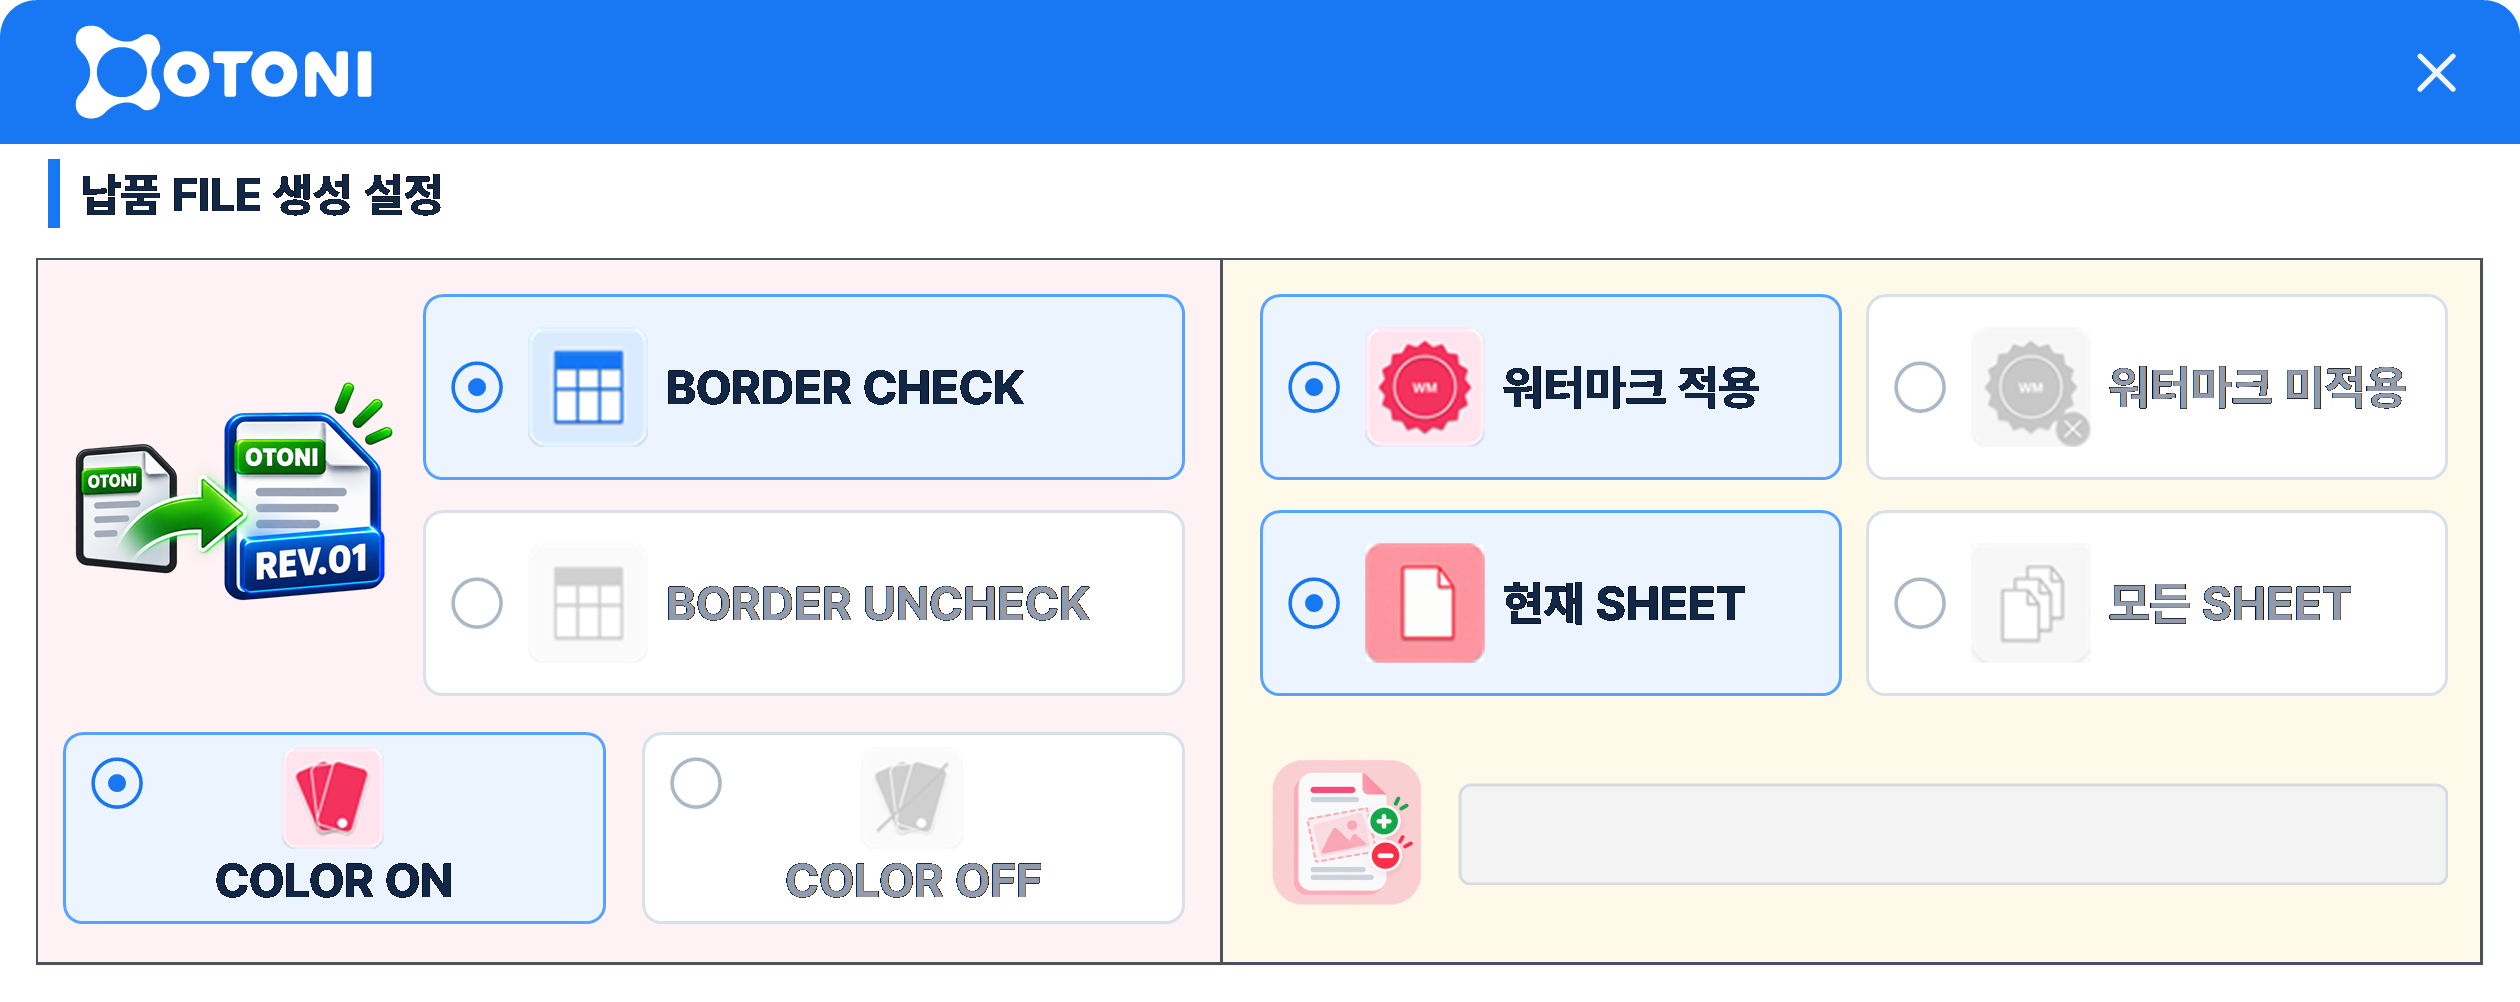 OTONI
납품 FILE 생성 설정
OTONI
OTONI
REV.01
BORDER CHECK
BORDER UNCHECK
COLOR ON
COLOR OFF
WM
워터마크 적용
WM
워터마크 미적용
현재 SHEET
모든 SHEET